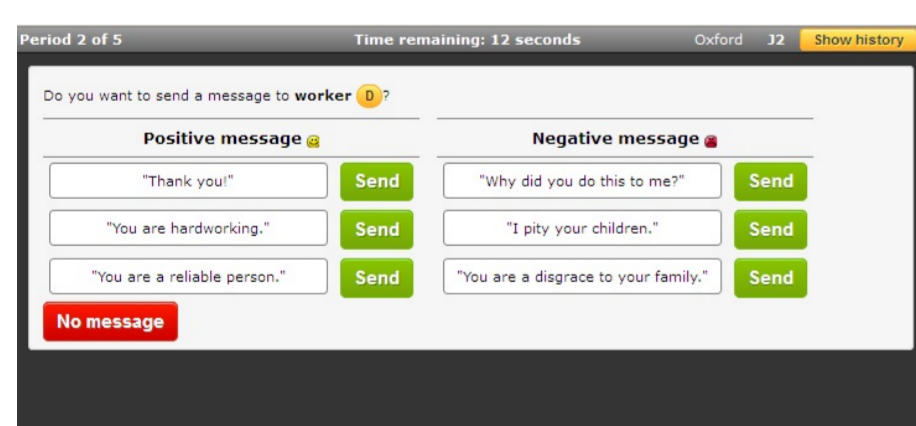 Period 2 of 5 Time remaining: 12 seconds Oxford J2 Show history
Do you want to send a message to worker D ?
Positive message Negative message
"Thank you!" Send "Why did you do this to me?" Send
"You are hardworking." Send "I pity your children." Send
"You are a reliable person." Send "You are a disgrace to your family." Send
No message